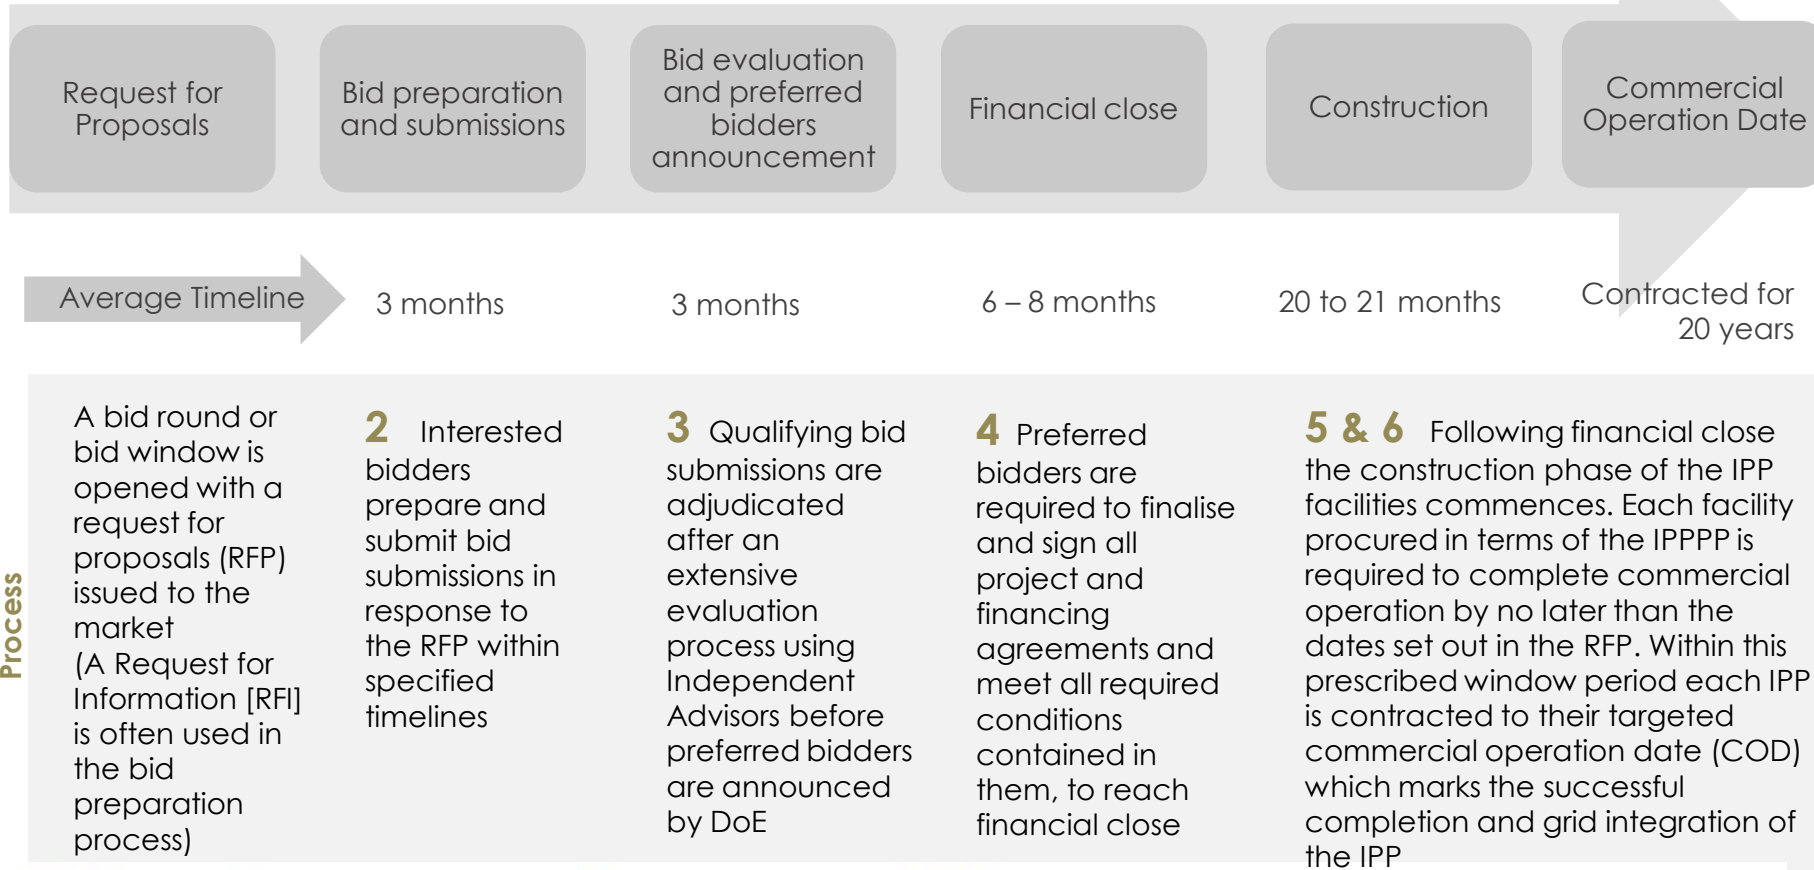 Request for
Proposals
Bid preparation
and submissions
Bid evaluation
and preferred
bidders
announcement
Financial close
Construction
Commercial
Operation Date
Average Timeline
3 months
3 months
6 – 8 months
20 to 21 months
Contracted for
20 years
Process
A bid round or
bid window is
opened with a
request for
proposals (RFP)
issued to the
market
(A Request for
Information [RFI]
is often used in
the bid
preparation
process)
2 Interested
bidders
prepare and
submit bid
submissions in
response to
the RFP within
specified
timelines
3 Qualifying bid
submissions are
adjudicated
after an
extensive
evaluation
process using
Independent
Advisors before
preferred bidders
are announced
by DoE
4 Preferred
bidders are
required to finalise
and sign all
project and
financing
agreements and
meet all required
conditions
contained in
them, to reach
financial close
5 & 6 Following financial close
the construction phase of the IPP
facilities commences. Each facility
procured in terms of the IPPPP is
required to complete commercial
operation by no later than the
dates set out in the RFP. Within this
prescribed window period each IPP
is contracted to their targeted
commercial operation date (COD)
which marks the successful
completion and grid integration of
the IPP